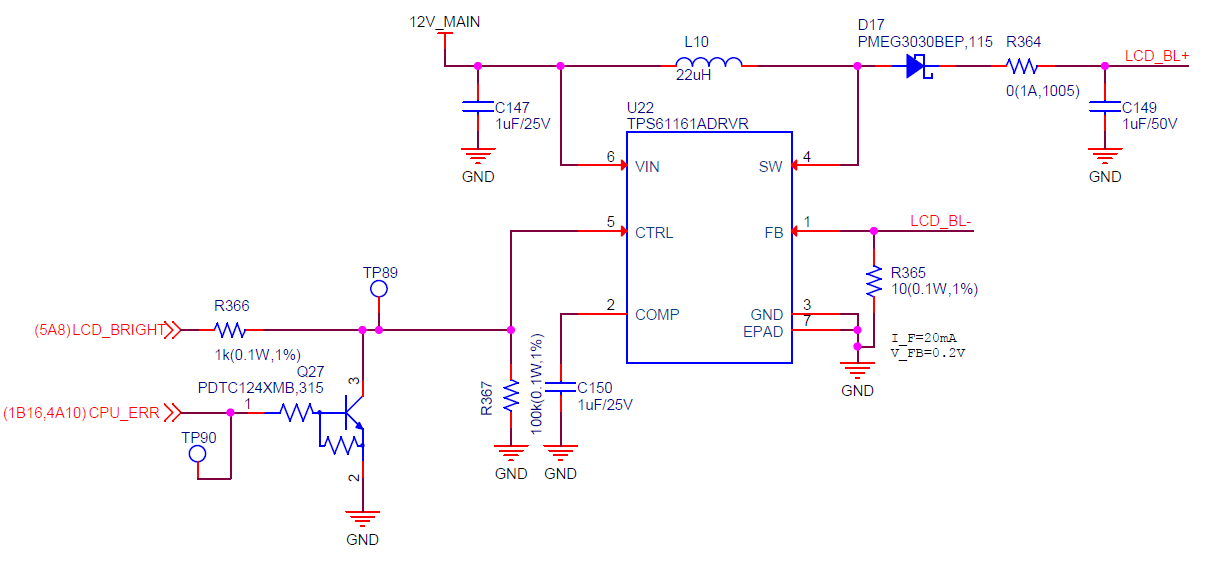 12V_MAIN
L10
22uH
D17
PMEG3030BEP,115
R364
0(1A,1005)
LCD_BL+
C147
1uF/25V
GND
C149
1uF/50V
GND
U22
TPS61161ADRVR
6
VIN
SW
4
5
CTRL
FB
1
LCD_BL-
2
COMP
GND
3
EPAD
7
R365
10(0.1W,1%)
I_F=20mA
V_FB=0.2V
GND
TP89
R366
(5A8)LCD_BRIGHT
1k(0.1W,1%)
Q27
PDTC124XMB,315
3
(1B16,4A10)CPU_ERR
1
TP90
2
GND
R367
100k(0.1W,1%)
GND
C150
1uF/25V
GND